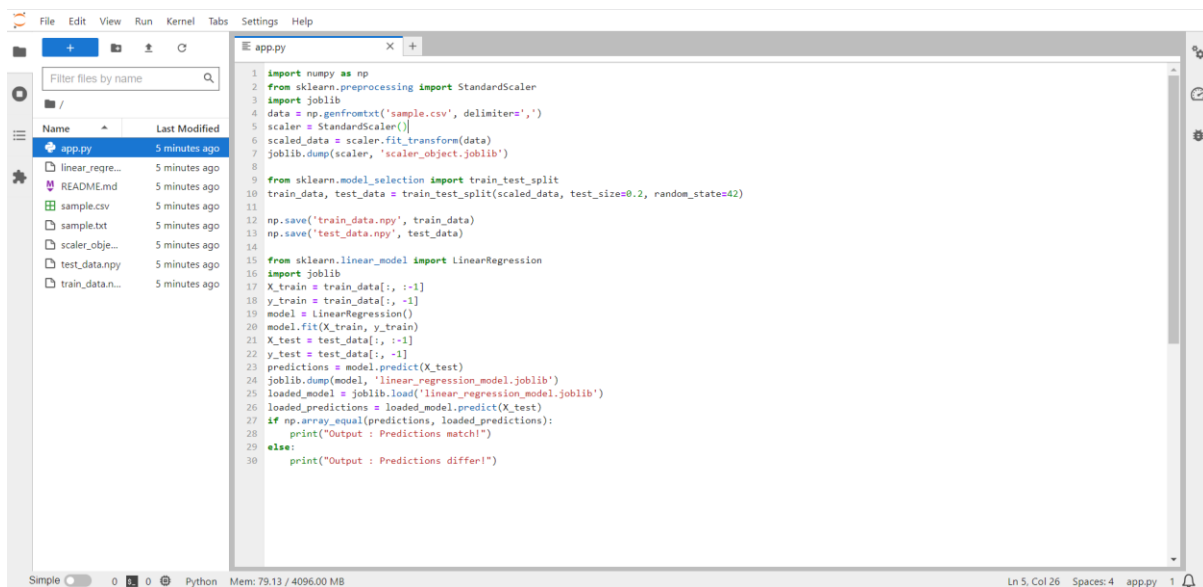 File Edit View Run Kernel Tabs Settings Help
+
Filter files by name
/
Name Last Modified
app.py 5 minutes ago
linear_regre... 5 minutes ago
README.md 5 minutes ago
sample.csv 5 minutes ago
sample.txt 5 minutes ago
scaler_obje... 5 minutes ago
test_data.npy 5 minutes ago
train_data.n... 5 minutes ago
app.py × +
1 import numpy as np
2 from sklearn.preprocessing import StandardScaler
3 import joblib
4 data = np.genfromtxt('sample.csv', delimiter=',')
5 scaler = StandardScaler()
6 scaled_data = scaler.fit_transform(data)
7 joblib.dump(scaler, 'scaler_object.joblib')
8
9 from sklearn.model_selection import train_test_split
10 train_data, test_data = train_test_split(scaled_data, test_size=0.2, random_state=42)
11
12 np.save('train_data.npy', train_data)
13 np.save('test_data.npy', test_data)
14
15 from sklearn.linear_model import LinearRegression
16 import joblib
17 X_train = train_data[:, :-1]
18 y_train = train_data[:, -1]
19 model = LinearRegression()
20 model.fit(X_train, y_train)
21 X_test = test_data[:, :-1]
22 y_test = test_data[:, -1]
23 predictions = model.predict(X_test)
24 joblib.dump(model, 'linear_regression_model.joblib')
25 loaded_model = joblib.load('linear_regression_model.joblib')
26 loaded_predictions = loaded_model.predict(X_test)
27 if np.array_equal(predictions, loaded_predictions):
28     print("Output : Predictions match!")
29 else:
30     print("Output : Predictions differ!")
Simple 0 0 Python Mem: 79.13 / 4096.00 MB Ln 5, Col 26 Spaces: 4 app.py 1